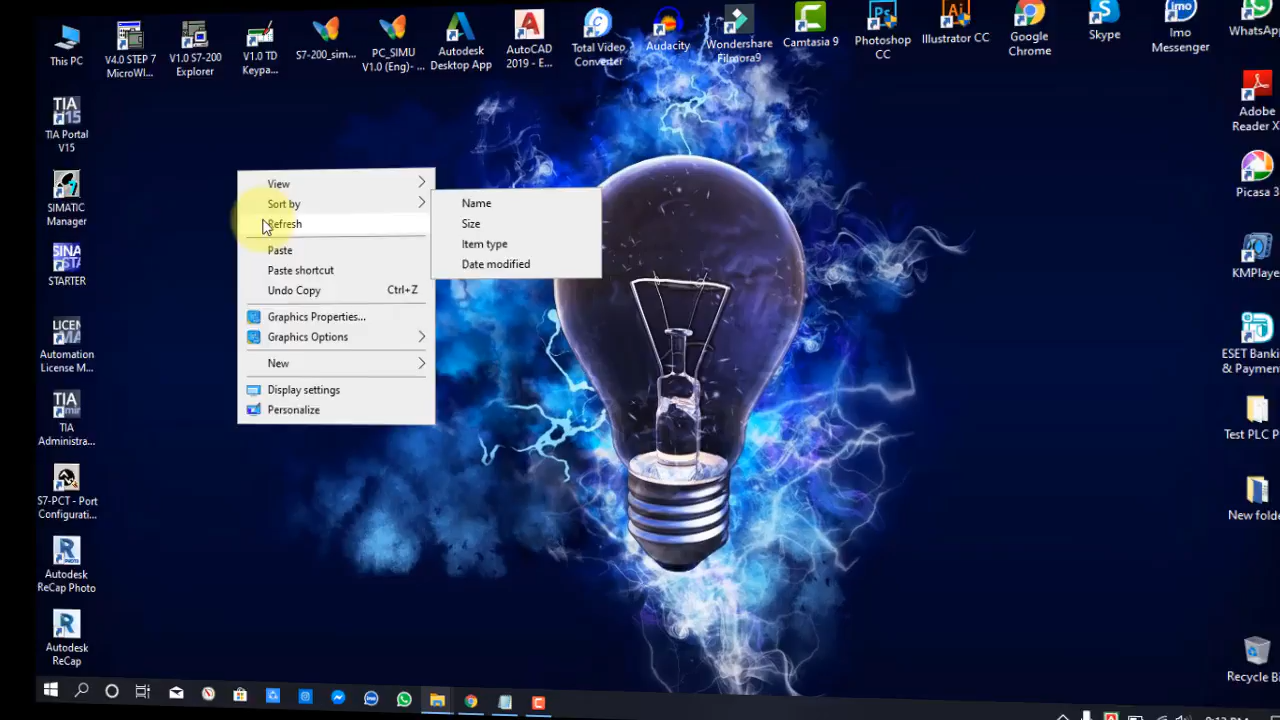 This PC
V4.0 STEP 7
MicroWI...
V1.0 S7-200
Explorer
V1.0 TD
Keypa...
S7-200_sim...
PC_SIMU
V1.0 (Eng)- ...
Autodesk
Desktop App
AutoCAD
2019 - E...
Total Video
Converter
Audacity
Wondershare
Filmora9
Camtasia 9
Photoshop
CC
Illustrator CC
Google
Chrome
Skype
Imo
Messenger
WhatsApp
TIA Portal
V15
SIMATIC
Manager
STARTER
Automation
License M...
TIA
Administra...
S7-PCT - Port
Configurati...
Autodesk
ReCap Photo
Autodesk
ReCap
View
Sort by
Refresh
Paste
Paste shortcut
Undo Copy Ctrl+Z
Graphics Properties...
Graphics Options
New
Display settings
Personalize
Name
Size
Item type
Date modified
Adobe
Reader X
Picasa 3
KMPlaye
ESET Banki
& Paymen
Test PLC P
New folde
Recycle B